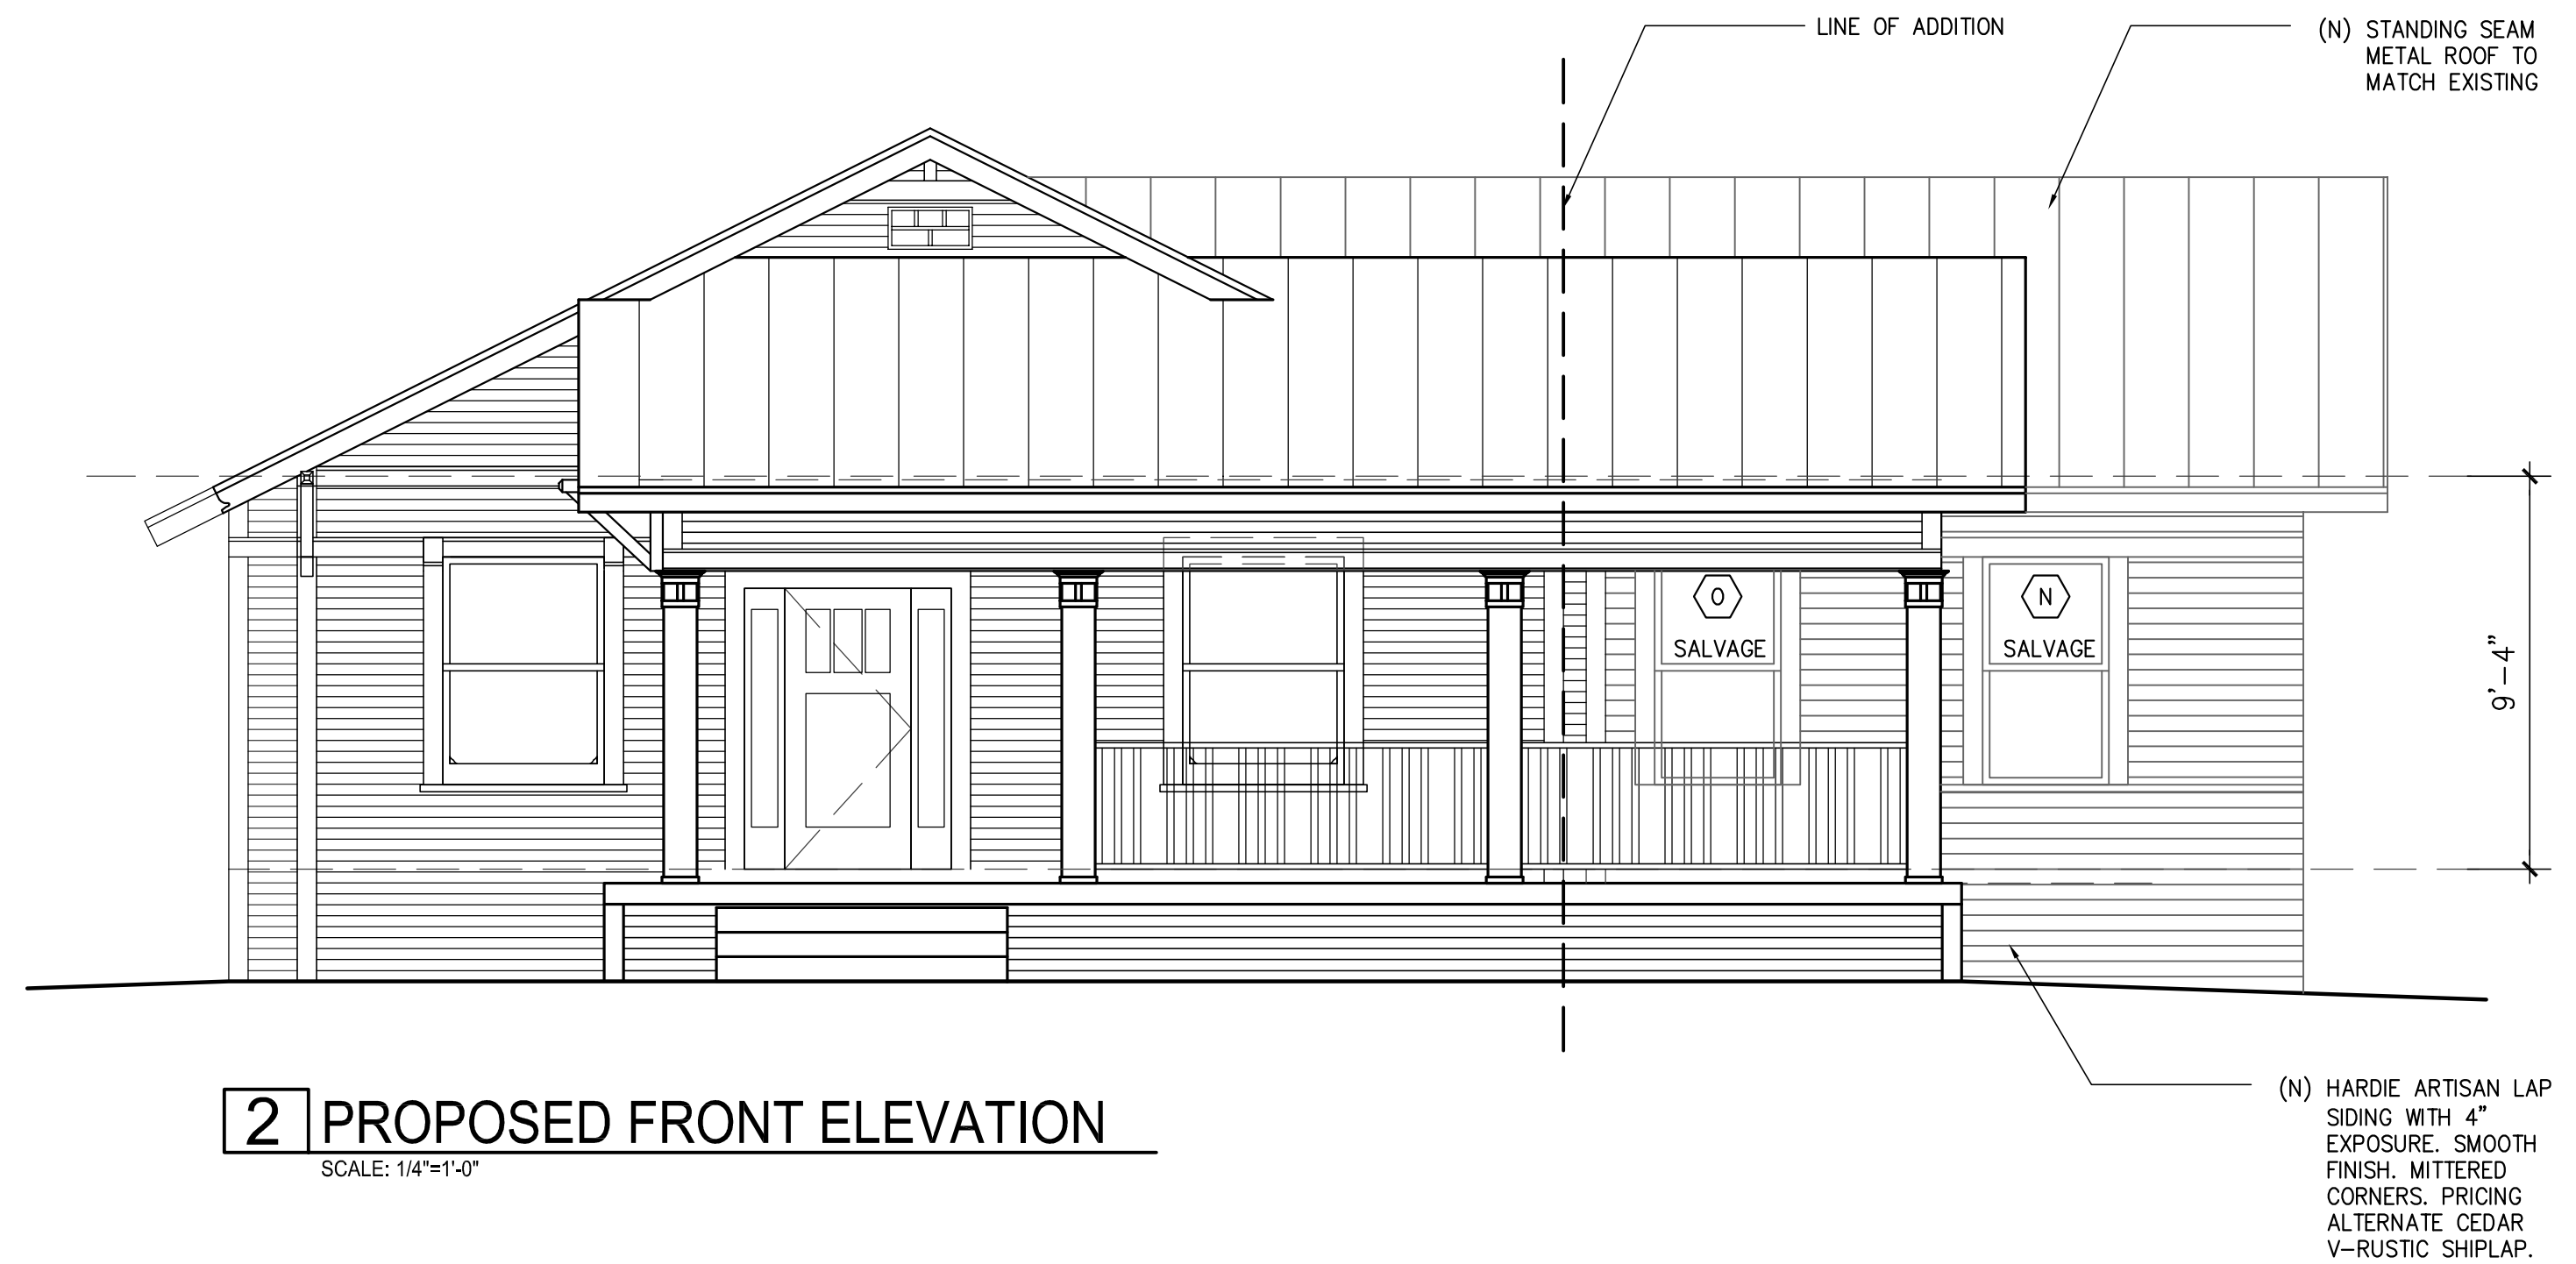 LINE OF ADDITION
(N) STANDING SEAM
METAL ROOF TO
MATCH EXISTING
O
SALVAGE
N
SALVAGE
9'-4"
2 PROPOSED FRONT ELEVATION
SCALE: 1/4"=1'-0"
(N) HARDIE ARTISAN LAP
SIDING WITH 4"
EXPOSURE. SMOOTH
FINISH. MITTERED
CORNERS. PRICING
ALTERNATE CEDAR
V-RUSTIC SHIPLAP.